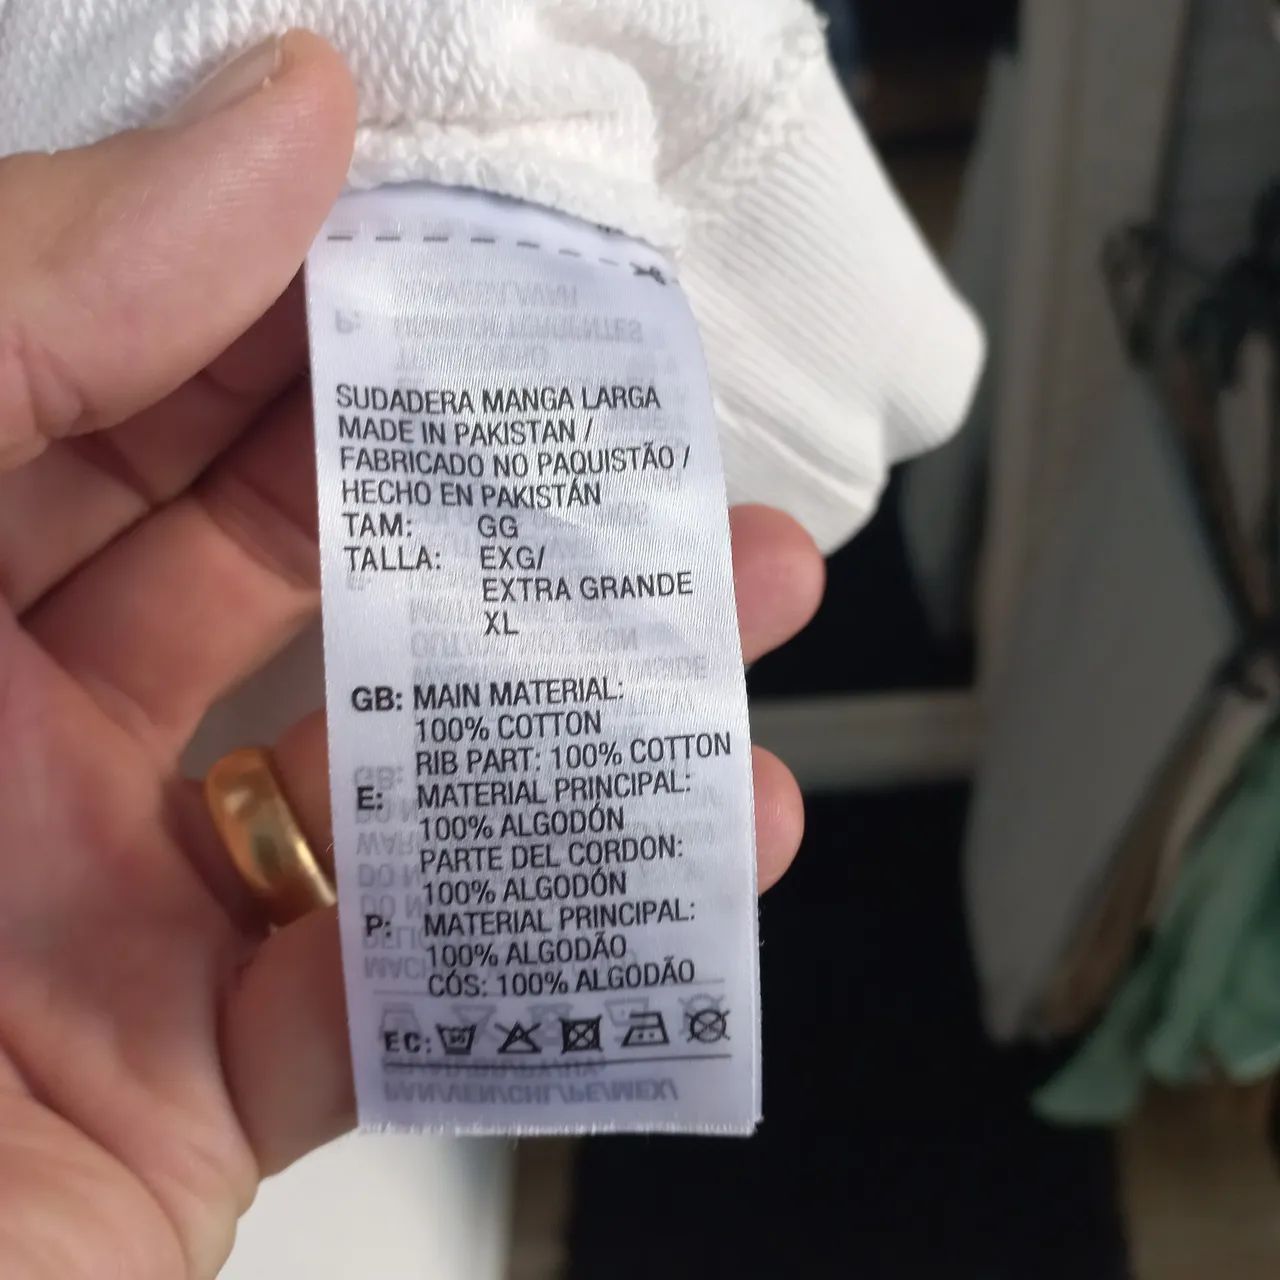 SUDADERA MANGA LARGA
MADE IN PAKISTAN /
FABRICADO NO PAQUISTÃO /
HECHO EN PAKISTÁN
TAM: GG
TALLA: EXG/
EXTRA GRANDE
XL
GB: MAIN MATERIAL:
100% COTTON
RIB PART: 100% COTTON
E: MATERIAL PRINCIPAL:
100% ALGODÓN
PARTE DEL CORDON:
100% ALGODÓN
P: MATERIAL PRINCIPAL:
100% ALGODÃO
CÓS: 100% ALGODÃO
EC: